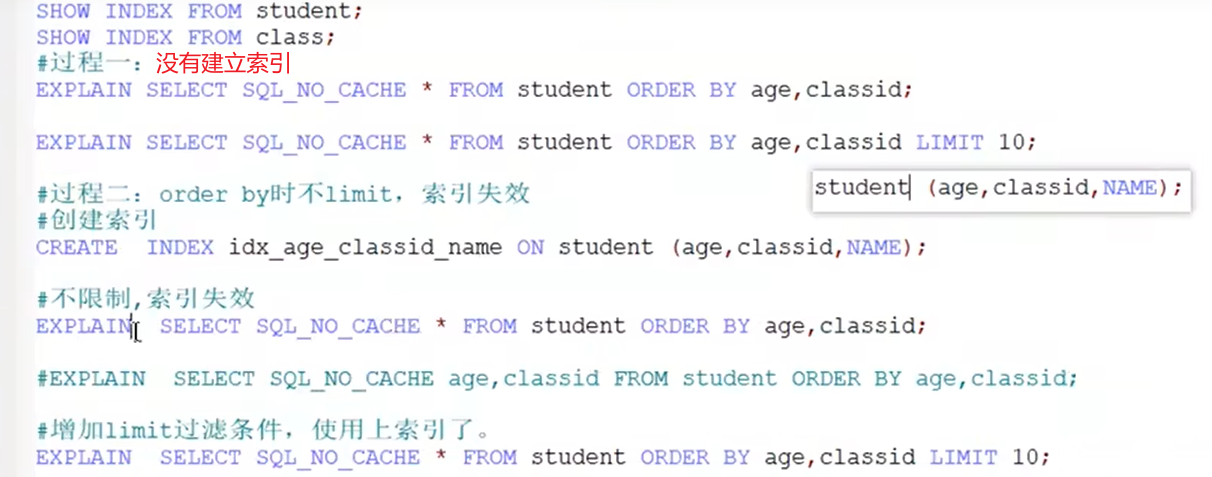 SHOW INDEX FROM student;
SHOW INDEX FROM class;
#过程一：没有建立索引
EXPLAIN SELECT SQL_NO_CACHE * FROM student ORDER BY age,classid;
EXPLAIN SELECT SQL_NO_CACHE * FROM student ORDER BY age,classid LIMIT 10;
student (age,classid,NAME);
#过程二：order by时不limit，索引失效
#创建索引
CREATE  INDEX idx_age_classid_name ON student (age,classid,NAME);
#不限制,索引失效
EXPLAIN  SELECT SQL_NO_CACHE * FROM student ORDER BY age,classid;
#EXPLAIN  SELECT SQL_NO_CACHE age,classid FROM student ORDER BY age,classid;
#增加limit过滤条件，使用上索引了。
EXPLAIN  SELECT SQL_NO_CACHE * FROM student ORDER BY age,classid LIMIT 10;